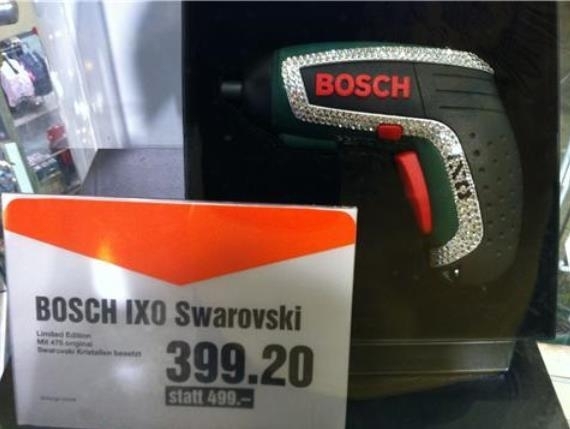 BOSCH
IXO
BOSCH IXO Swarovski
Limited Edition
Mit 475 original
Swarovski Kristallen besetzt
399.20
statt 499.–